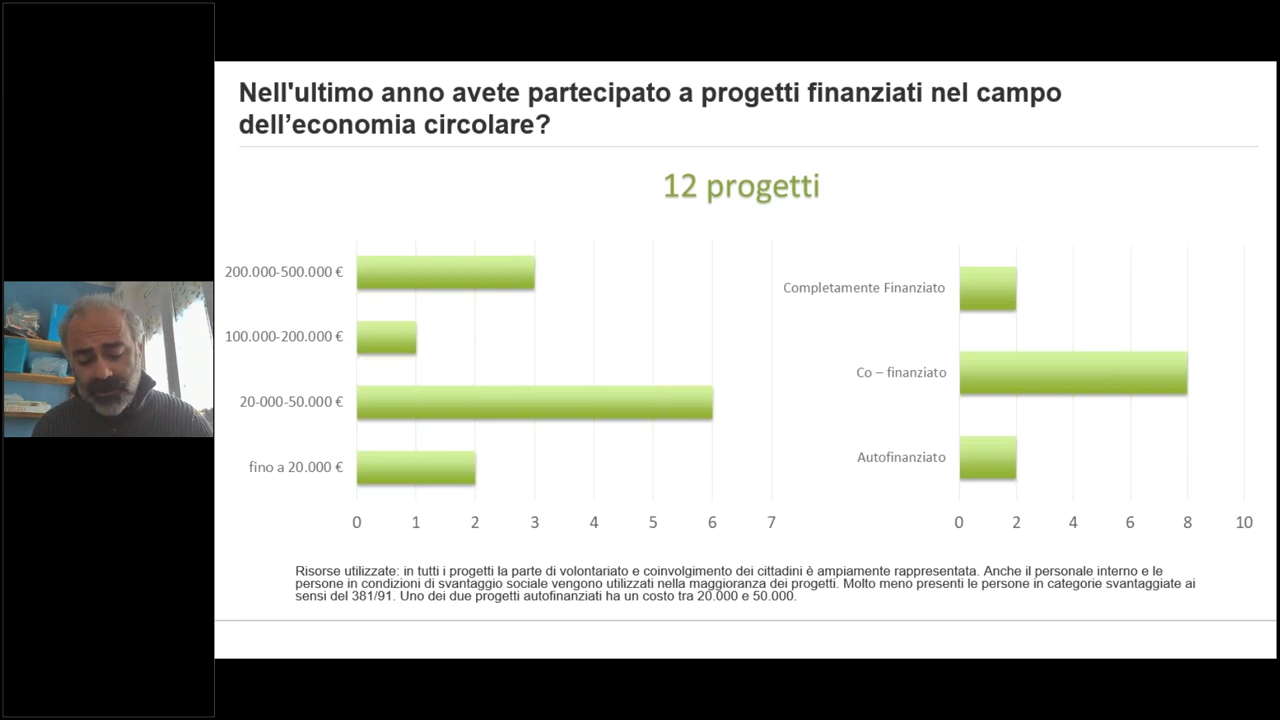 Nell'ultimo anno avete partecipato a progetti finanziati nel campo
dell’economia circolare?
12 progetti
200.000-500.000 €
100.000-200.000 €
20-000-50.000 €
fino a 20.000 €
0 1 2 3 4 5 6 7
Completamente Finanziato
Co – finanziato
Autofinanziato
0 2 4 6 8 10
Risorse utilizzate: in tutti i progetti la parte di volontariato e coinvolgimento dei cittadini è ampiamente rappresentata. Anche il personale interno e le
persone in condizioni di svantaggio sociale vengono utilizzati nella maggioranza dei progetti. Molto meno presenti le persone in categorie svantaggiate ai
sensi del 381/91. Uno dei due progetti autofinanziati ha un costo tra 20.000 e 50.000.